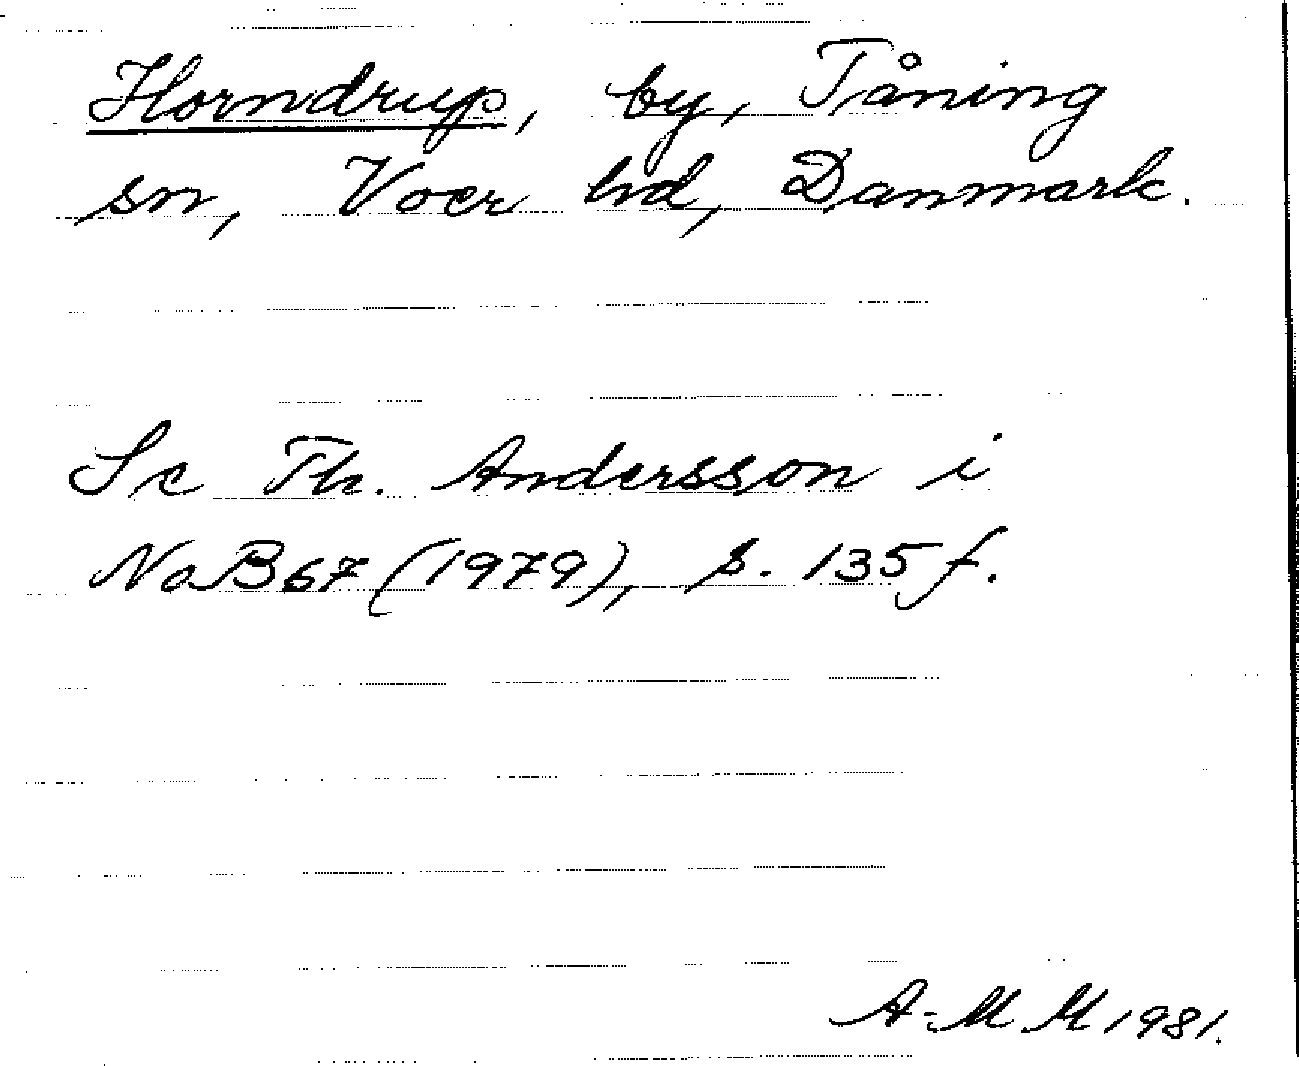 Horndrup, by, Tåning
sn, Voer hd, Danmark.
Se Th. Andersson i
NoB 67 (1979), s. 135 f.
A-M M 1981.